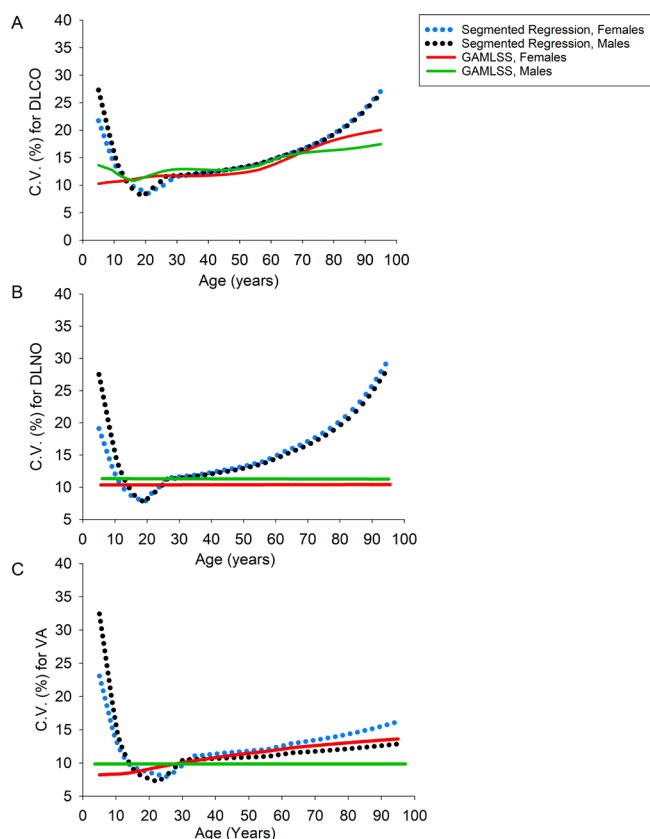 A
C.V. (%) for DLCO
40
35
30
25
20
15
10
5
0
0 10 20 30 40 50 60 70 80 90 100
Age (years)
Segmented Regression, Females
Segmented Regression, Males
GAMLSS, Females
GAMLSS, Males
B
C.V. (%) for DLNO
40
35
30
25
20
15
10
5
0 10 20 30 40 50 60 70 80 90 100
Age (years)
C
C.V. (%) for VA
40
35
30
25
20
15
10
5
0 10 20 30 40 50 60 70 80 90 100
Age (Years)